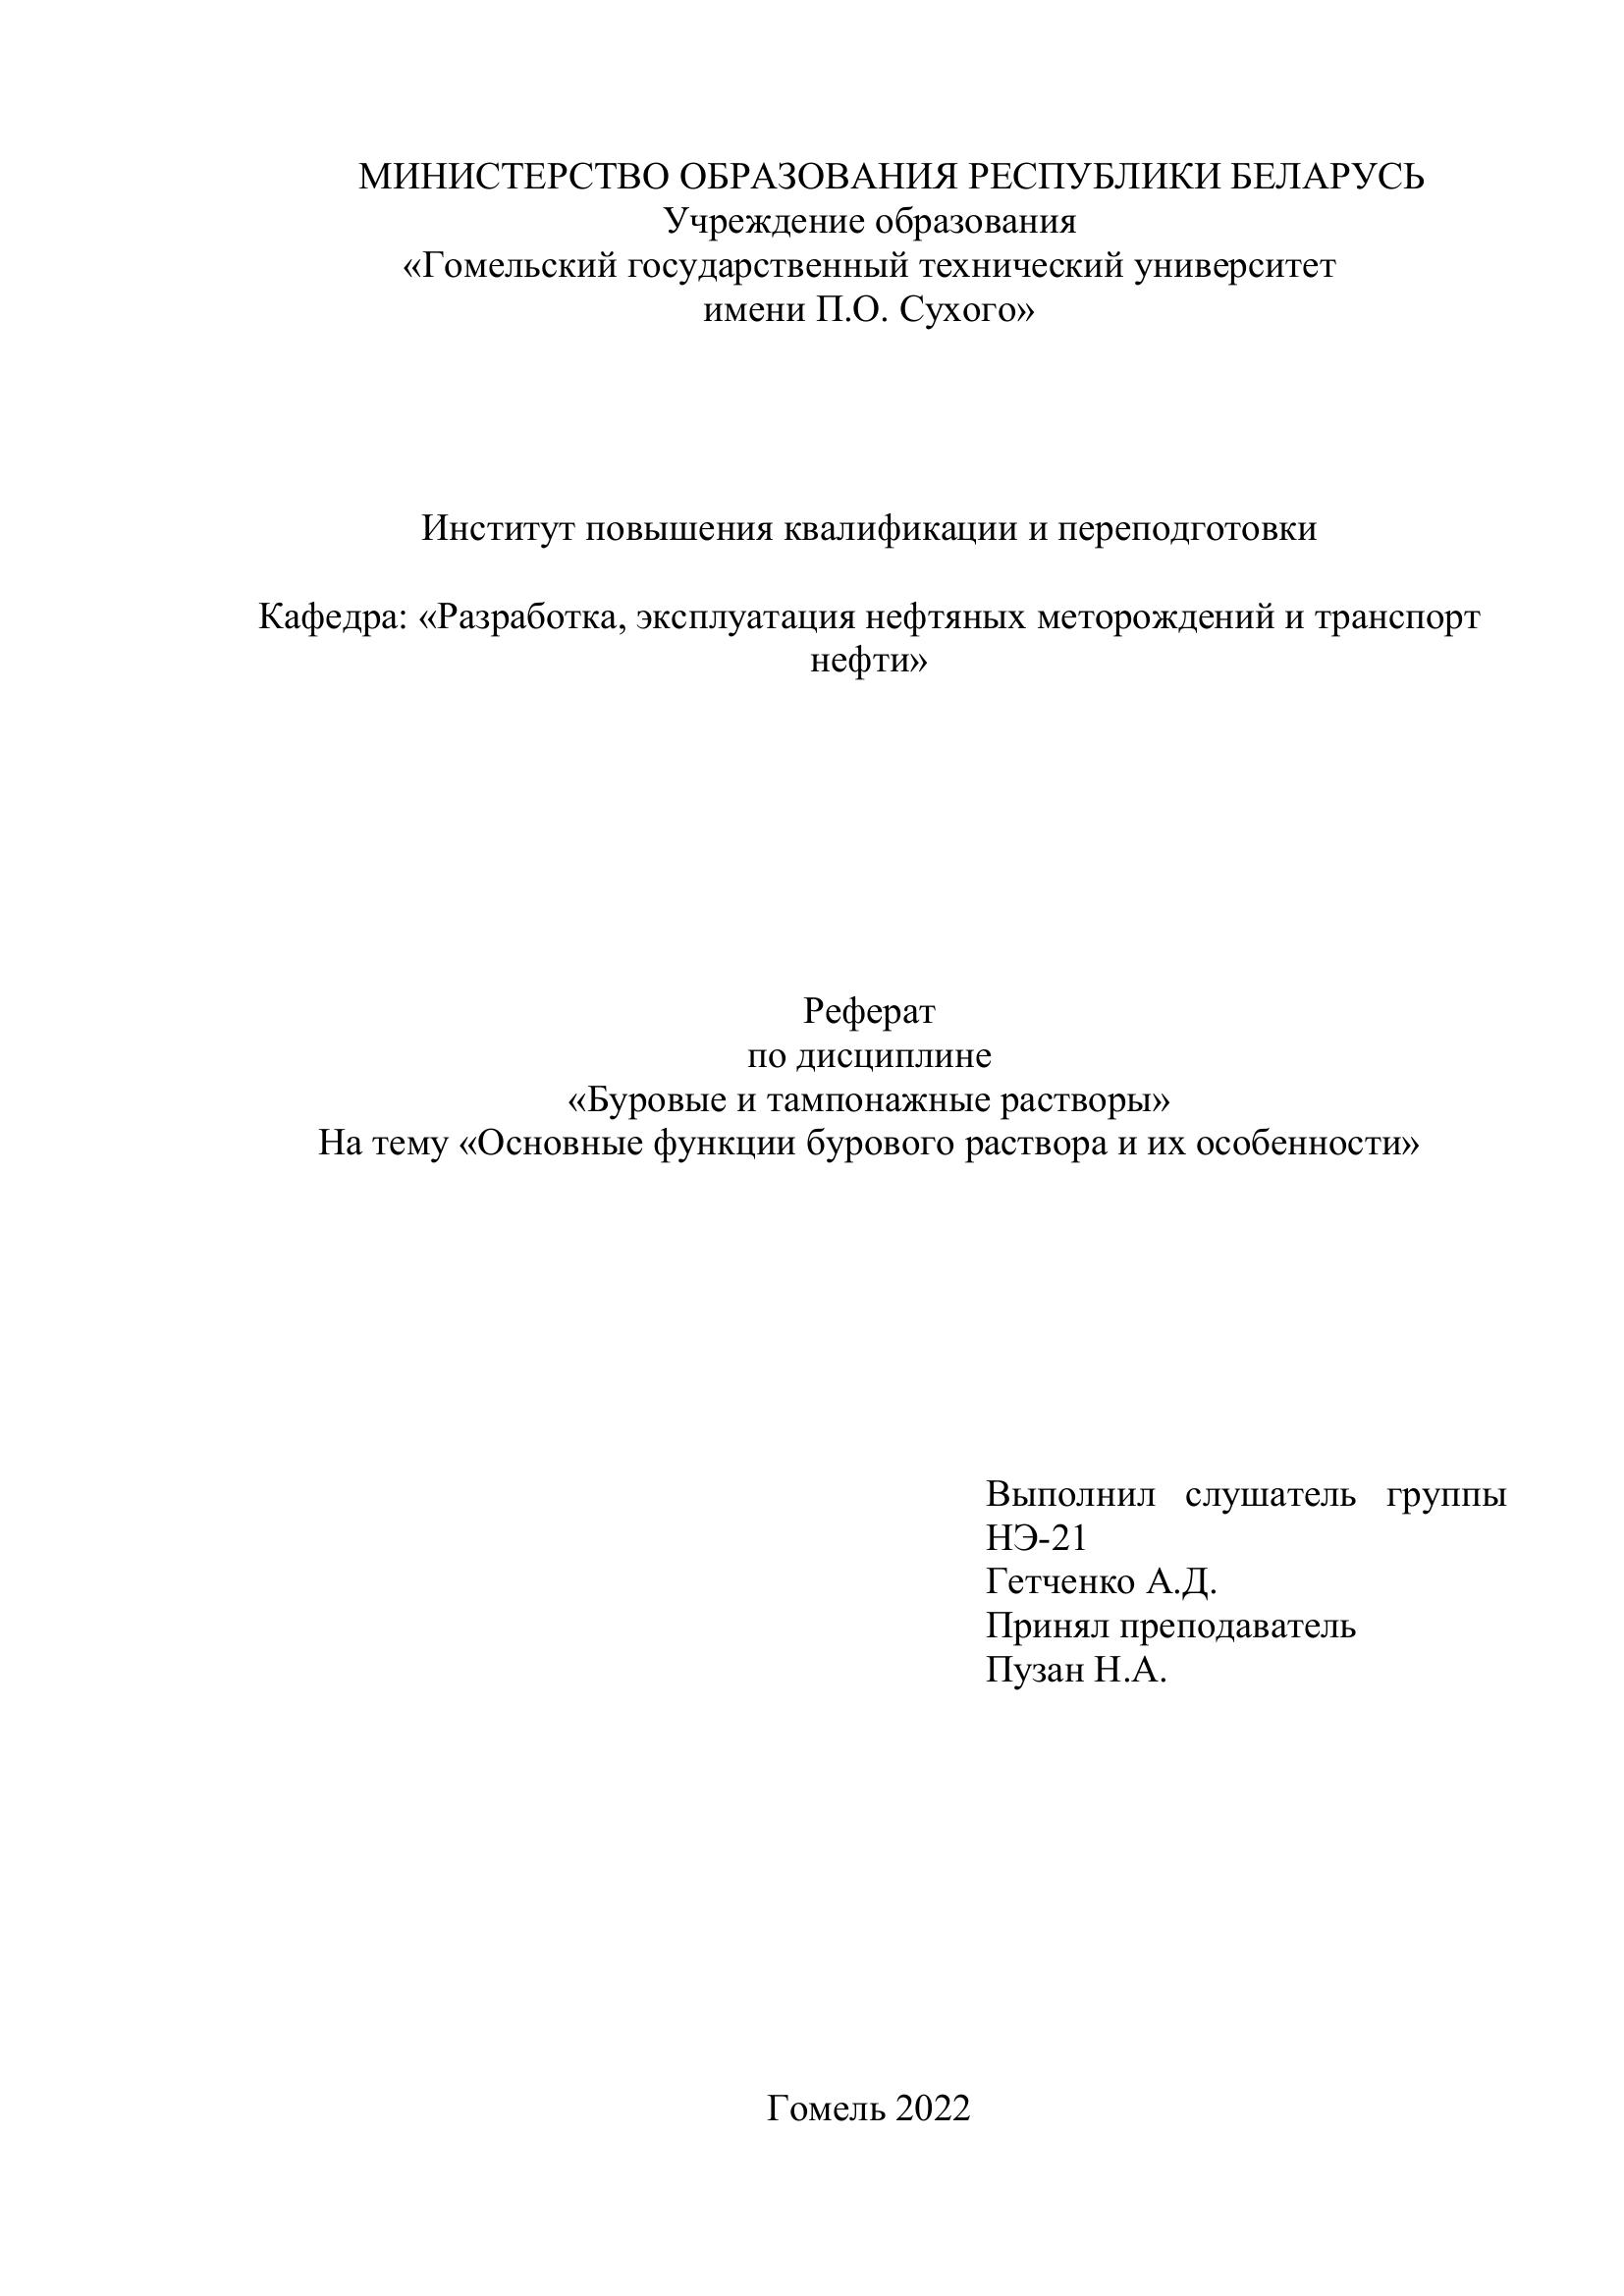 МИНИСТЕРСТВО ОБРАЗОВАНИЯ РЕСПУБЛИКИ БЕЛАРУСЬ
Учреждение образования
«Гомельский государственный технический университет
имени П.О. Сухого»
Институт повышения квалификации и переподготовки
Кафедра: «Разработка, эксплуатация нефтяных меторождений и транспорт
нефти»
Реферат
по дисциплине
«Буровые и тампонажные растворы»
На тему «Основные функции бурового раствора и их особенности»
Выполнил слушатель группы
НЭ-21
Гетченко А.Д.
Принял преподаватель
Пузан Н.А.
Гомель 2022